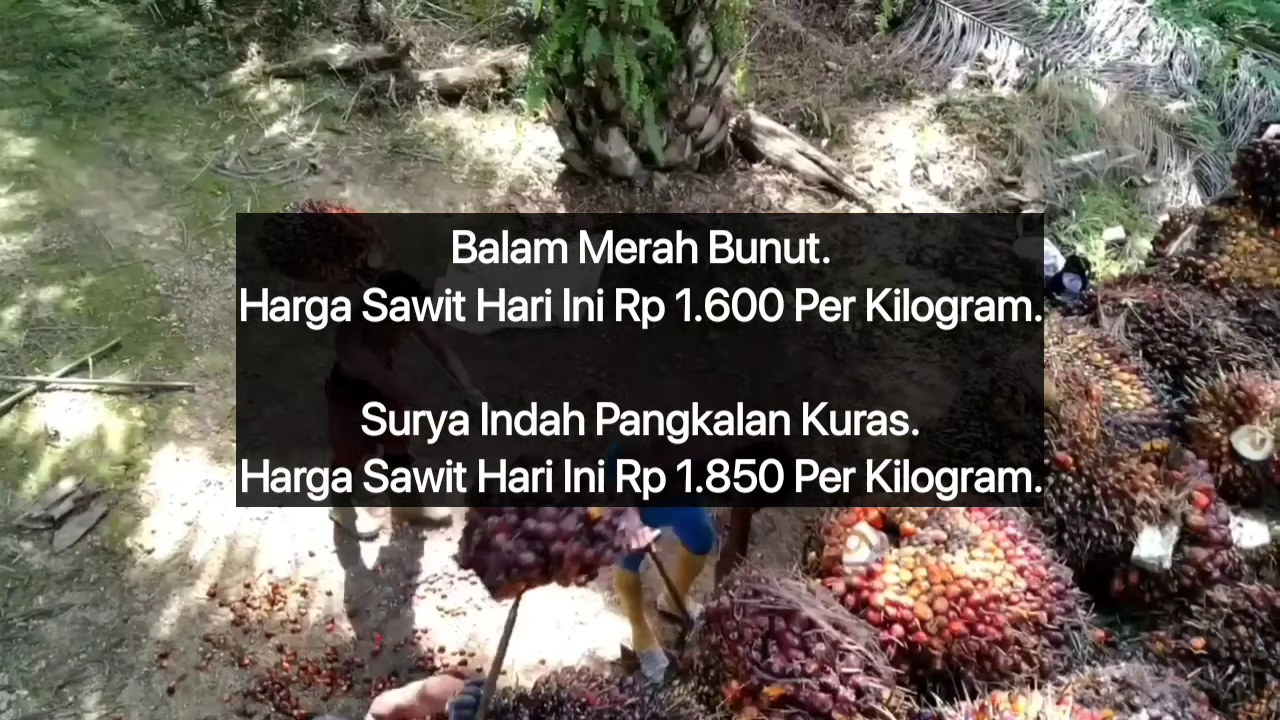 Balam Merah Bunut.
Harga Sawit Hari Ini Rp 1.600 Per Kilogram.
Surya Indah Pangkalan Kuras.
Harga Sawit Hari Ini Rp 1.850 Per Kilogram.